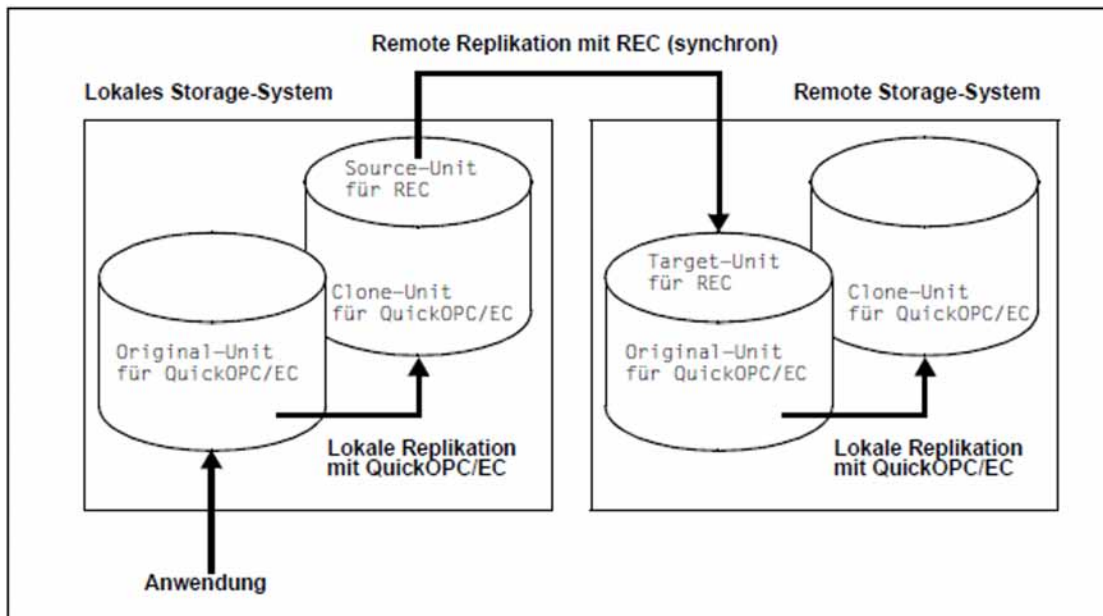 Remote Replikation mit REC (synchron)
Lokales Storage-System
Remote Storage-System
Source-Unit
für REC
Clone-Unit
für QuickOPC/EC
Original-Unit
für QuickOPC/EC
Lokale Replikation
mit QuickOPC/EC
Anwendung
Target-Unit
für REC
Clone-Unit
für QuickOPC/EC
Original-Unit
für QuickOPC/EC
Lokale Replikation
mit QuickOPC/EC